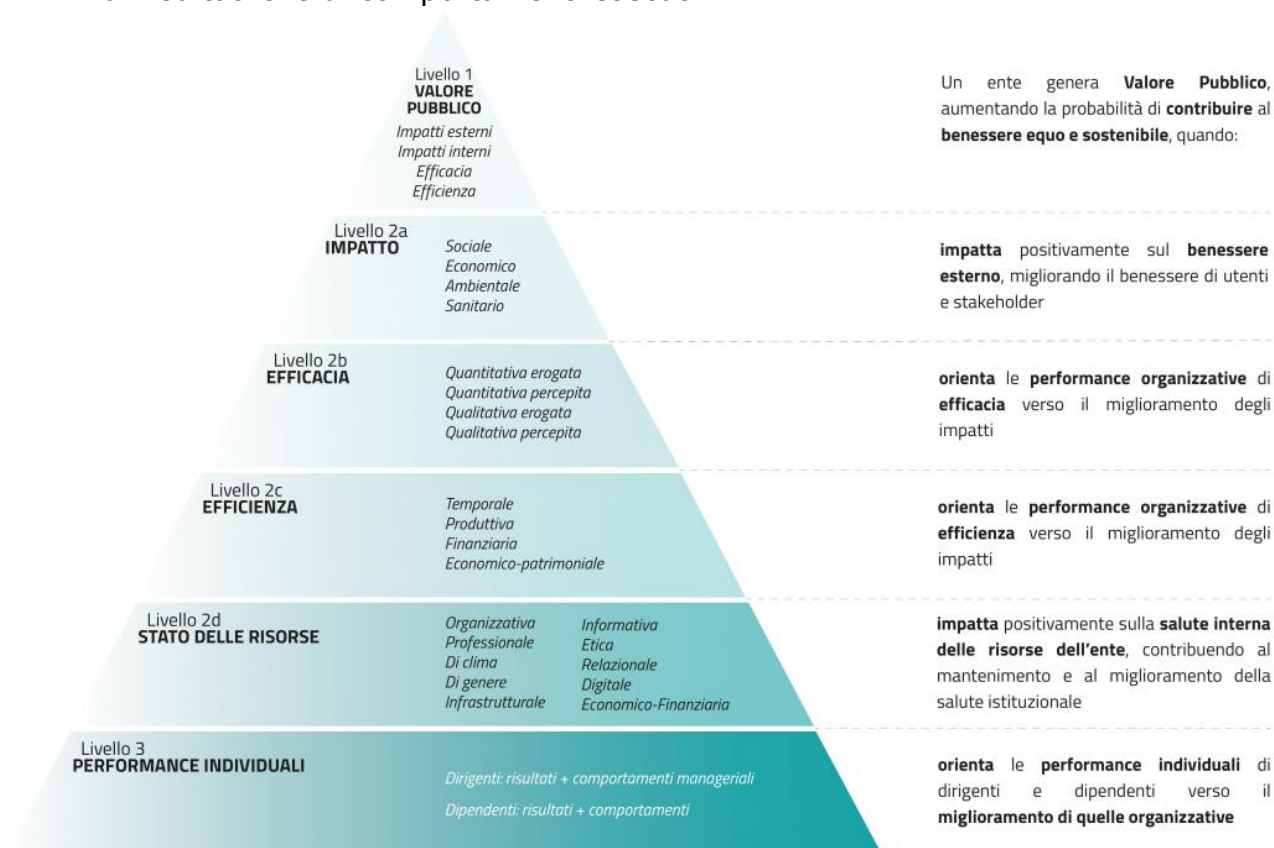 Livello 1
VALORE
PUBBLICO
Impatti esterni
Impatti interni
Efficacia
Efficienza
Un ente genera Valore Pubblico,
aumentando la probabilità di contribuire al
benessere equo e sostenibile, quando:
Livello 2a
IMPATTO
Sociale
Economico
Ambientale
Sanitario
impatta positivamente sul benessere
esterno, migliorando il benessere di utenti
e stakeholder
Livello 2b
EFFICACIA
Quantitativa erogata
Quantitativa percepita
Qualitativa erogata
Qualitativa percepita
orienta le performance organizzative di
efficacia verso il miglioramento degli
impatti
Livello 2c
EFFICIENZA
Temporale
Produttiva
Finanziaria
Economico-patrimoniale
orienta le performance organizzative di
efficienza verso il miglioramento degli
impatti
Livello 2d
STATO DELLE RISORSE
Organizzativa
Professionale
Di clima
Di genere
Infrastrutturale
Informativa
Etica
Relazionale
Digitale
Economico-Finanziaria
impatta positivamente sulla salute interna
delle risorse dell'ente, contribuendo al
mantenimento e al miglioramento della
salute istituzionale
Livello 3
PERFORMANCE INDIVIDUALI
Dirigenti: risultati + comportamenti manageriali
Dipendenti: risultati + comportamenti
orienta le performance individuali di
dirigenti e dipendenti verso il
miglioramento di quelle organizzative